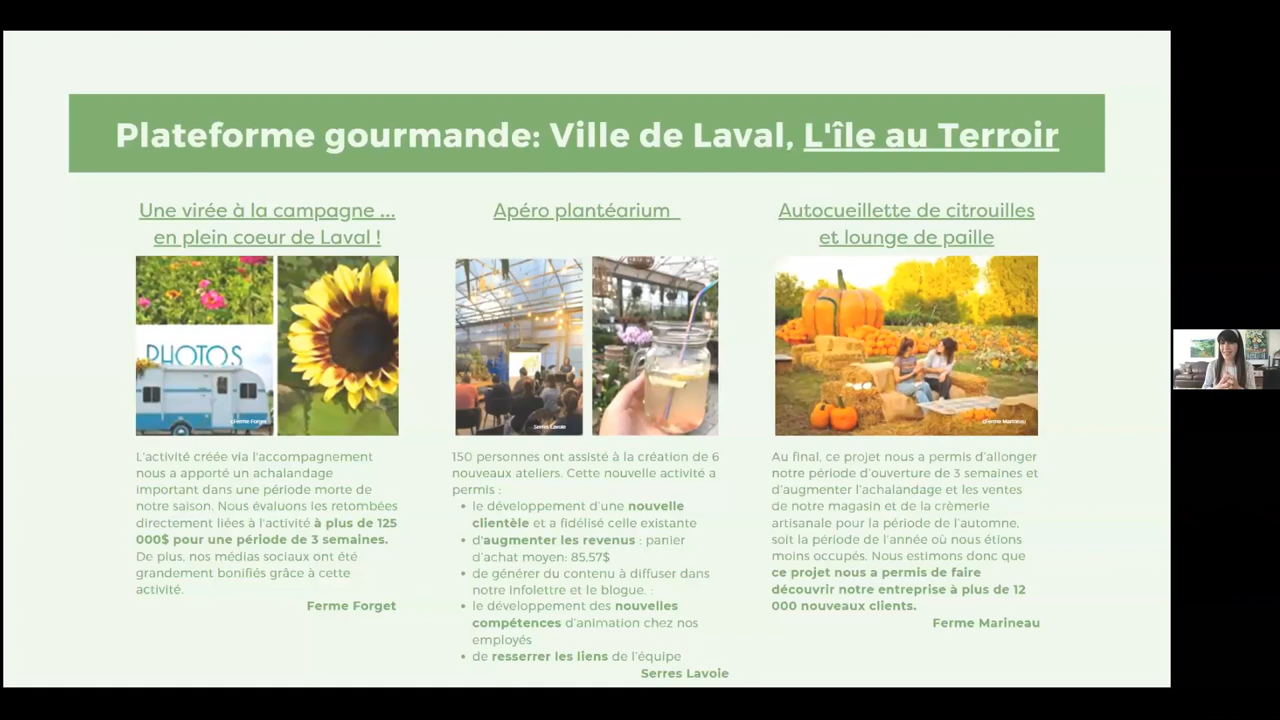 Plateforme gourmande: Ville de Laval, L'île au Terroir
Une virée à la campagne ...
en plein coeur de Laval !
PHOTOS
©Ferme Forget
L'activité créée via l'accompagnement
nous a apporté un achalandage
important dans une période morte de
notre saison. Nous évaluons les retombées
directement liées à l'activité à plus de 125
000$ pour une période de 3 semaines.
De plus, nos médias sociaux ont été
grandement bonifiés grâce à cette
activité.
Ferme Forget
Apéro plantéarium
Serres Lavoie
150 personnes ont assisté à la création de 6
nouveaux ateliers. Cette nouvelle activité a
permis :
• le développement d'une nouvelle
clientèle et a fidélisé celle existante
• d'augmenter les revenus : panier
d'achat moyen: 85,57$
• de générer du contenu à diffuser dans
notre Infolettre et le blogue. :
• le développement des nouvelles
compétences d'animation chez nos
employés
• de resserrer les liens de l'équipe
Serres Lavoie
Autocueillette de citrouilles
et lounge de paille
©Ferme Marineau
Au final, ce projet nous a permis d'allonger
notre période d'ouverture de 3 semaines et
d'augmenter l'achalandage et les ventes
de notre magasin et de la crèmerie
artisanale pour la période de l'automne,
soit la période de l'année où nous étions
moins occupés. Nous estimons donc que
ce projet nous a permis de faire
découvrir notre entreprise à plus de 12
000 nouveaux clients.
Ferme Marineau